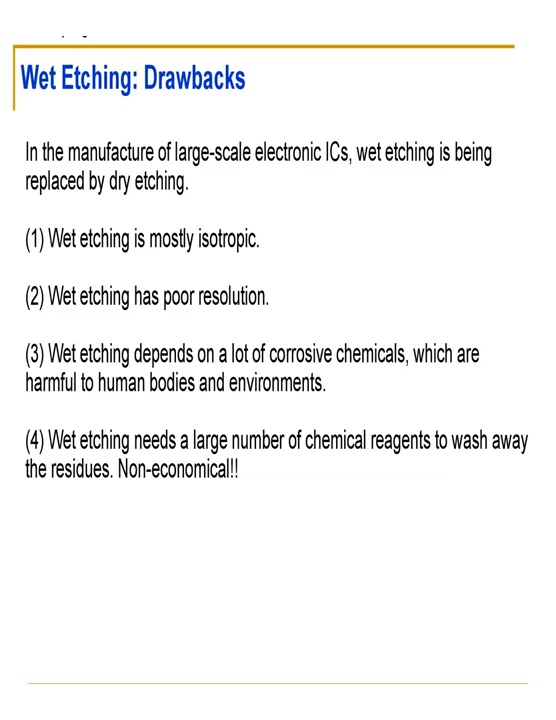 Wet Etching: Drawbacks
In the manufacture of large-scale electronic ICs, wet etching is being
replaced by dry etching.
(1) Wet etching is mostly isotropic.
(2) Wet etching has poor resolution.
(3) Wet etching depends on a lot of corrosive chemicals, which are
harmful to human bodies and environments.
(4) Wet etching needs a large number of chemical reagents to wash away
the residues. Non-economical!!